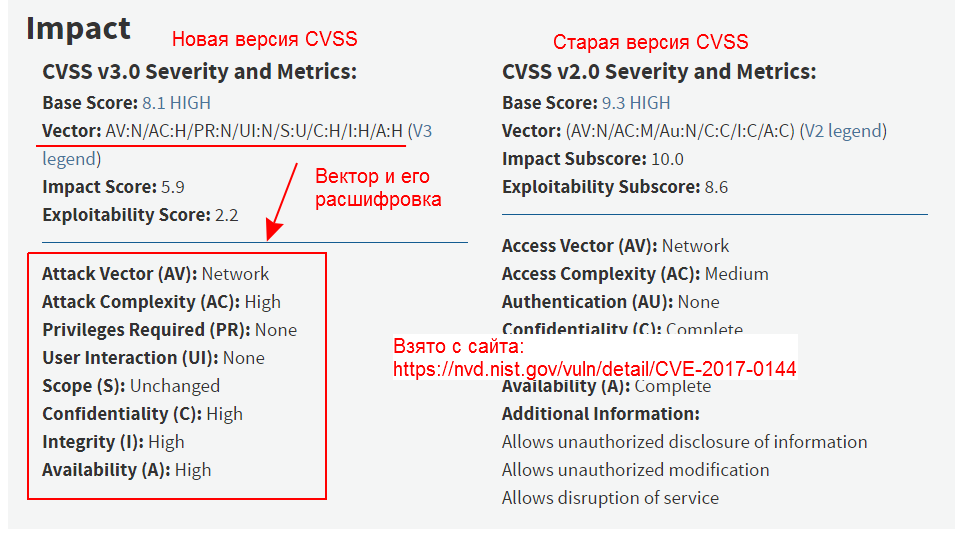 Impact
Новая версия CVSS
CVSS v3.0 Severity and Metrics:
Base Score: 8.1 HIGH
Vector: AV:N/AC:H/PR:N/UI:N/S:U/C:H/I:H/A:H (V3
legend)
Impact Score: 5.9
Exploitability Score: 2.2
Вектор и его
расшифровка
Attack Vector (AV): Network
Attack Complexity (AC): High
Privileges Required (PR): None
User Interaction (UI): None
Scope (S): Unchanged
Confidentiality (C): High
Integrity (I): High
Availability (A): High
Старая версия CVSS
CVSS v2.0 Severity and Metrics:
Base Score: 9.3 HIGH
Vector: (AV:N/AC:M/Au:N/C:C/I:C/A:C) (V2 legend)
Impact Subscore: 10.0
Exploitability Subscore: 8.6
Access Vector (AV): Network
Access Complexity (AC): Medium
Authentication (AU): None
Confidentiality (C): Complete
Взято с сайта:
https://nvd.nist.gov/vuln/detail/CVE-2017-0144
Availability (A): Complete
Additional Information:
Allows unauthorized disclosure of information
Allows unauthorized modification
Allows disruption of service